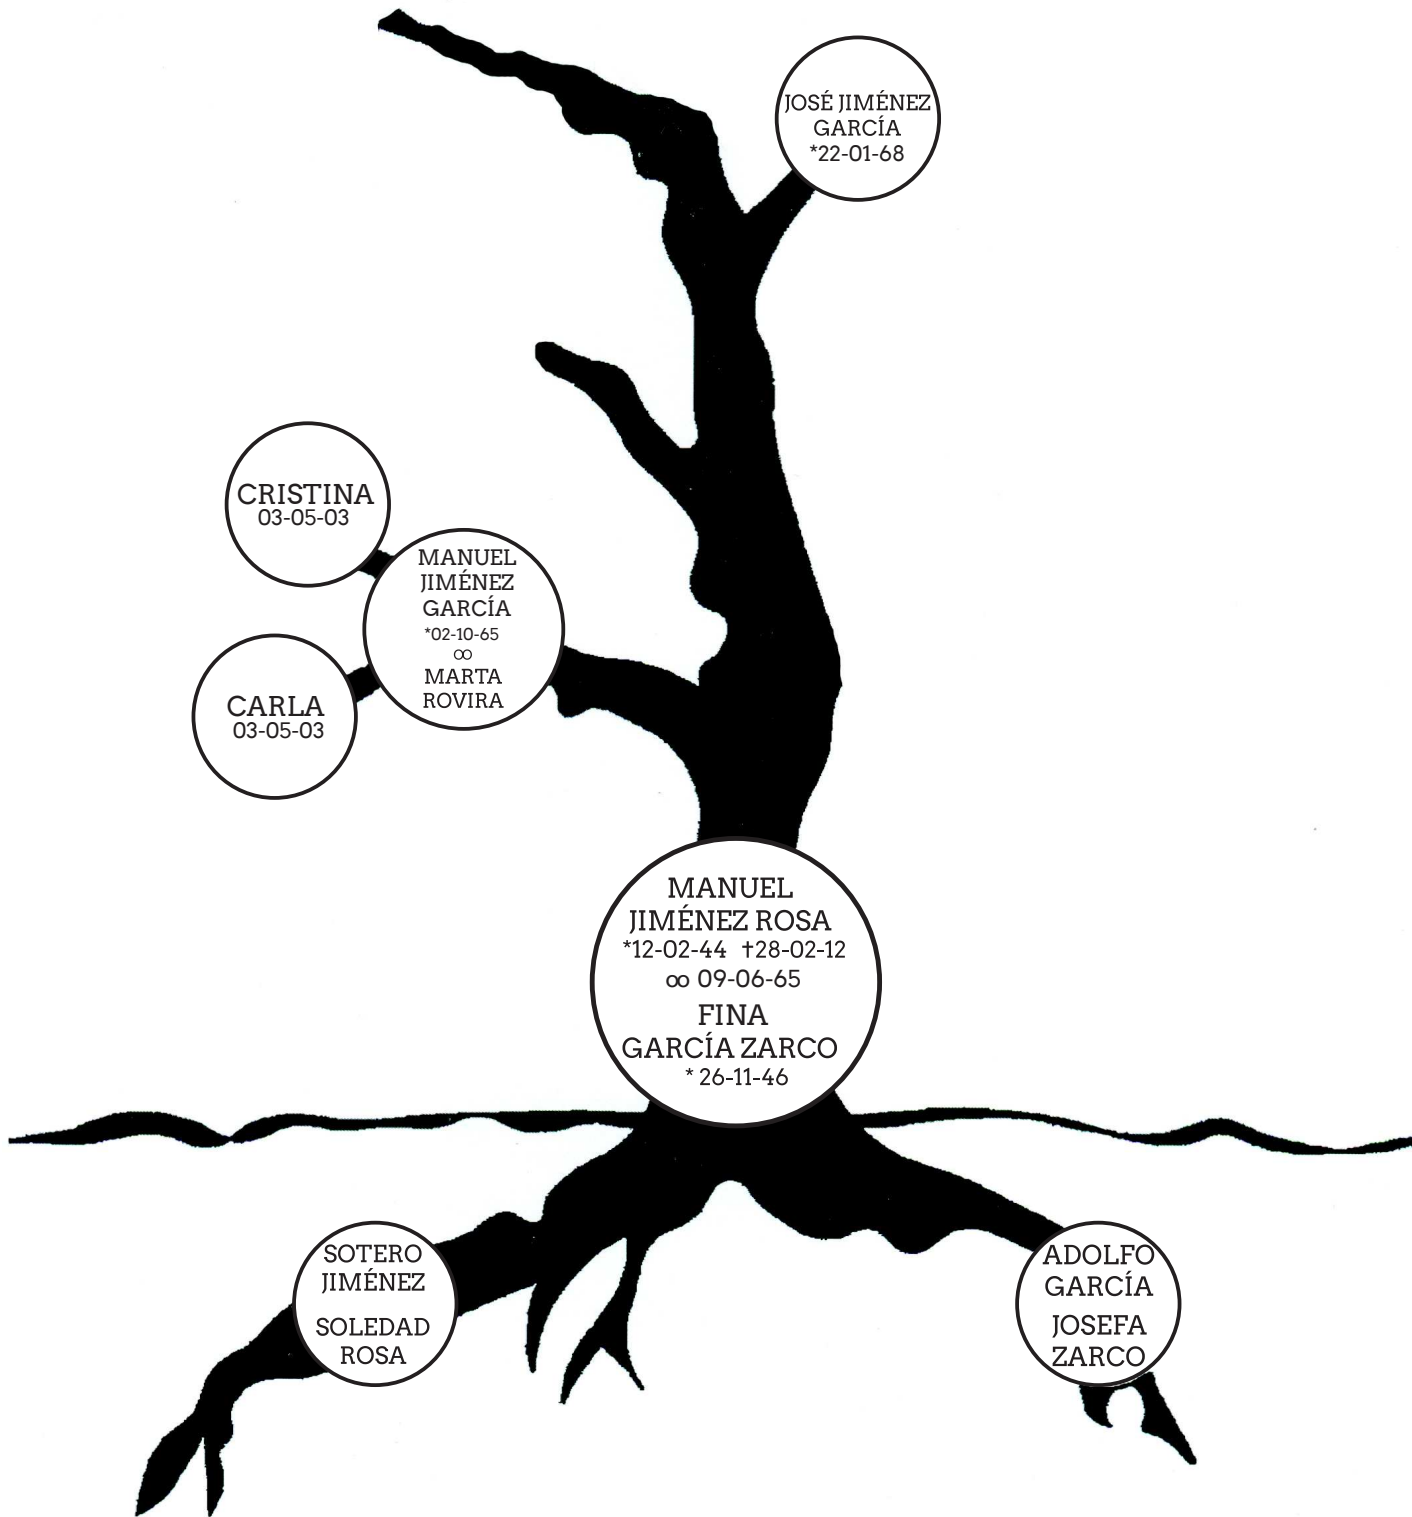 JOSÉ JIMÉNEZ
GARCÍA
*22-01-68
CRISTINA
03-05-03
MANUEL
JIMÉNEZ
GARCÍA
*02-10-65
∞
MARTA
ROVIRA
CARLA
03-05-03
MANUEL
JIMÉNEZ ROSA
*12-02-44 †28-02-12
∞ 09-06-65
FINA
GARCÍA ZARCO
* 26-11-46
SOTERO
JIMÉNEZ
SOLEDAD
ROSA
ADOLFO
GARCÍA
JOSEFA
ZARCO